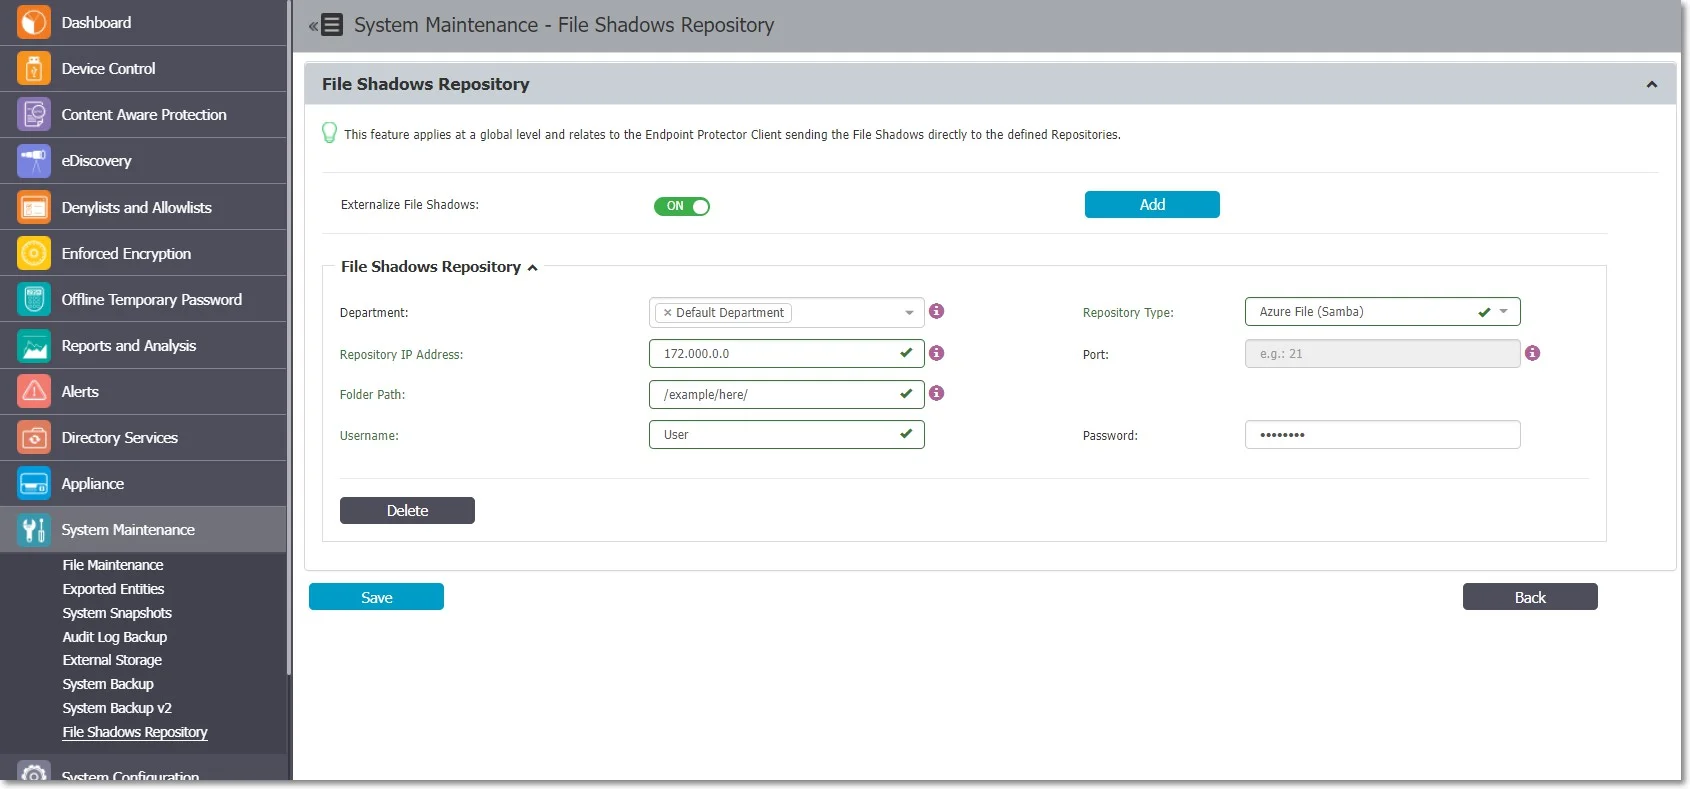 Dashboard
Device Control
Content Aware Protection
eDiscovery
Denylists and Allowlists
Enforced Encryption
Offline Temporary Password
Reports and Analysis
Alerts
Directory Services
Appliance
System Maintenance
File Maintenance
Exported Entities
System Snapshots
Audit Log Backup
External Storage
System Backup
System Backup v2
File Shadows Repository
System Configuration
System Maintenance - File Shadows Repository
File Shadows Repository
This feature applies at a global level and relates to the Endpoint Protector Client sending the File Shadows directly to the defined Repositories.
Externalize File Shadows: ON Add
File Shadows Repository
Department: × Default Department Repository Type: Azure File (Samba)
Repository IP Address: 172.000.0.0 Port: e.g.: 21
Folder Path: /example/here/
Username: User Password: ••••••••
Delete
Save Back